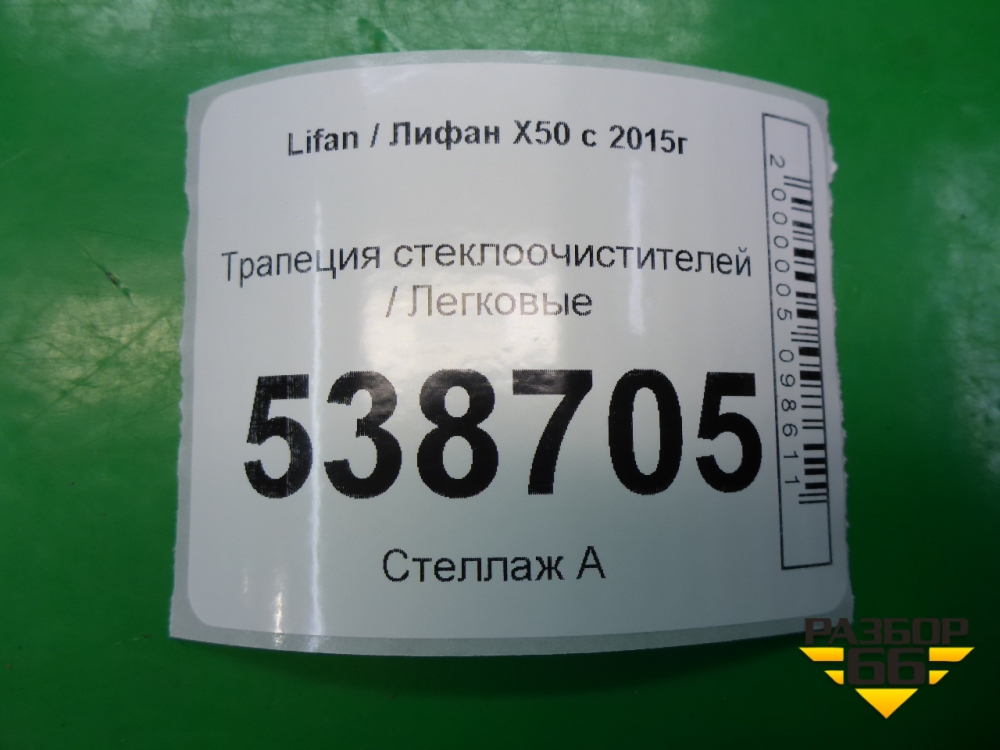 Lifan / Лифан X50 с 2015г
Трапеция стеклоочистителей
/ Легковые
538705
Стеллаж А
2000005098611
РАЗБОР
66